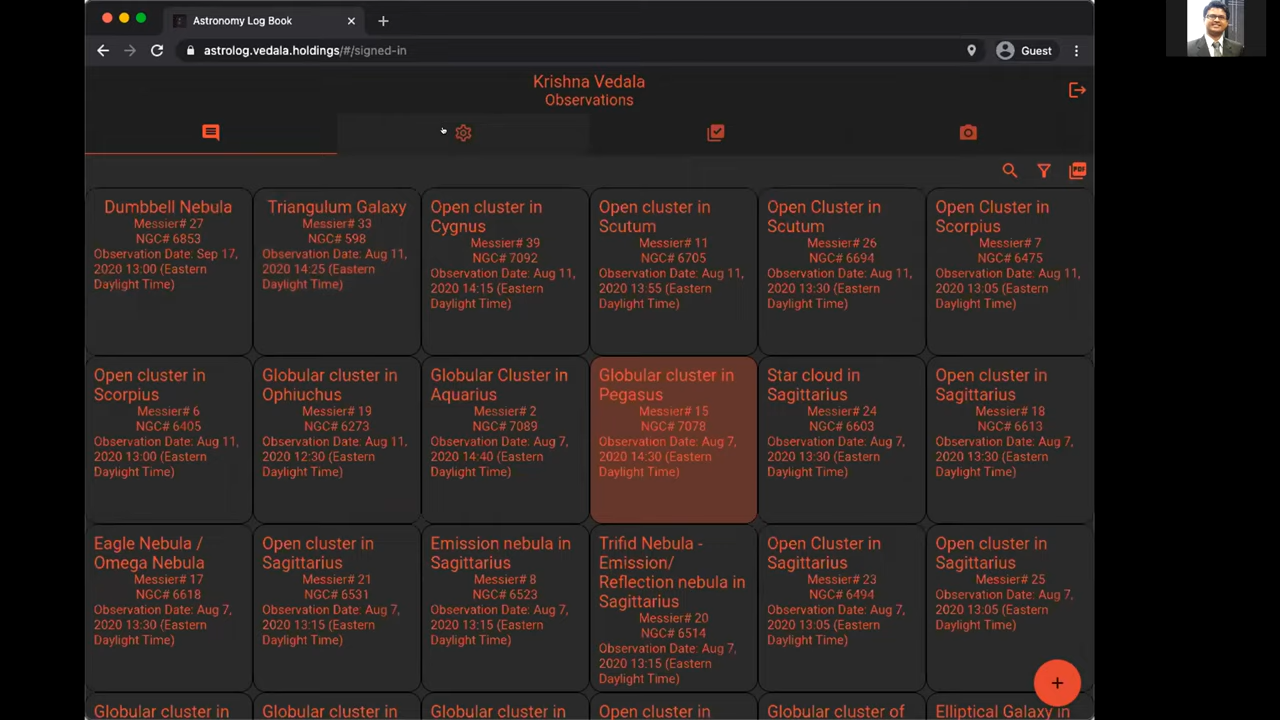 Astronomy Log Book
astrolog.vedala.holdings/#/signed-in
Guest
Krishna Vedala
Observations
PDF
Dumbbell Nebula
Messier# 27
NGC# 6853
Observation Date: Sep 17,
2020 13:00 (Eastern
Daylight Time)
Triangulum Galaxy
Messier# 33
NGC# 598
Observation Date: Aug 11,
2020 14:25 (Eastern
Daylight Time)
Open cluster in
Cygnus
Messier# 39
NGC# 7092
Observation Date: Aug 11,
2020 14:15 (Eastern
Daylight Time)
Open cluster in
Scutum
Messier# 11
NGC# 6705
Observation Date: Aug 11,
2020 13:55 (Eastern
Daylight Time)
Open Cluster in
Scutum
Messier# 26
NGC# 6694
Observation Date: Aug 11,
2020 13:30 (Eastern
Daylight Time)
Open Cluster in
Scorpius
Messier# 7
NGC# 6475
Observation Date: Aug 11,
2020 13:05 (Eastern
Daylight Time)
Open cluster in
Scorpius
Messier# 6
NGC# 6405
Observation Date: Aug 11,
2020 13:00 (Eastern
Daylight Time)
Globular cluster in
Ophiuchus
Messier# 19
NGC# 6273
Observation Date: Aug 11,
2020 12:30 (Eastern
Daylight Time)
Globular Cluster in
Aquarius
Messier# 2
NGC# 7089
Observation Date: Aug 7,
2020 14:40 (Eastern
Daylight Time)
Globular cluster in
Pegasus
Messier# 15
NGC# 7078
Observation Date: Aug 7,
2020 14:30 (Eastern
Daylight Time)
Star cloud in
Sagittarius
Messier# 24
NGC# 6603
Observation Date: Aug 7,
2020 13:30 (Eastern
Daylight Time)
Open cluster in
Sagittarius
Messier# 18
NGC# 6613
Observation Date: Aug 7,
2020 13:30 (Eastern
Daylight Time)
Eagle Nebula /
Omega Nebula
Messier# 17
NGC# 6618
Observation Date: Aug 7,
2020 13:30 (Eastern
Daylight Time)
Open cluster in
Sagittarius
Messier# 21
NGC# 6531
Observation Date: Aug 7,
2020 13:15 (Eastern
Daylight Time)
Emission nebula in
Sagittarius
Messier# 8
NGC# 6523
Observation Date: Aug 7,
2020 13:15 (Eastern
Daylight Time)
Trifid Nebula -
Emission/
Reflection nebula in
Sagittarius
Messier# 20
NGC# 6514
Observation Date: Aug 7,
2020 13:15 (Eastern
Daylight Time)
Open Cluster in
Sagittarius
Messier# 23
NGC# 6494
Observation Date: Aug 7,
2020 13:05 (Eastern
Daylight Time)
Open cluster in
Sagittarius
Messier# 25
Observation Date: Aug 7,
2020 13:05 (Eastern
Daylight Time)
Globular cluster in
Globular cluster in
Globular cluster in
Open cluster in
Globular cluster of
Elliptical Galaxy in